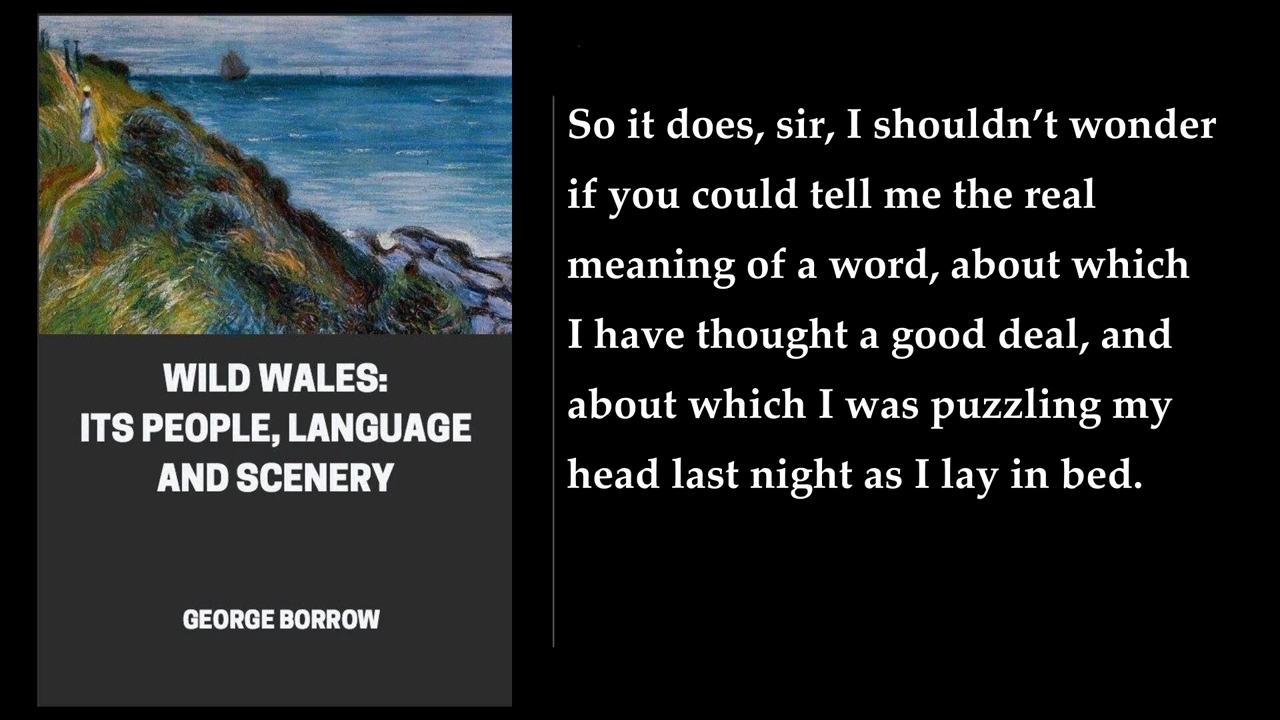 WILD WALES:
ITS PEOPLE, LANGUAGE
AND SCENERY
GEORGE BORROW
So it does, sir, I shouldn’t wonder
if you could tell me the real
meaning of a word, about which
I have thought a good deal, and
about which I was puzzling my
head last night as I lay in bed.